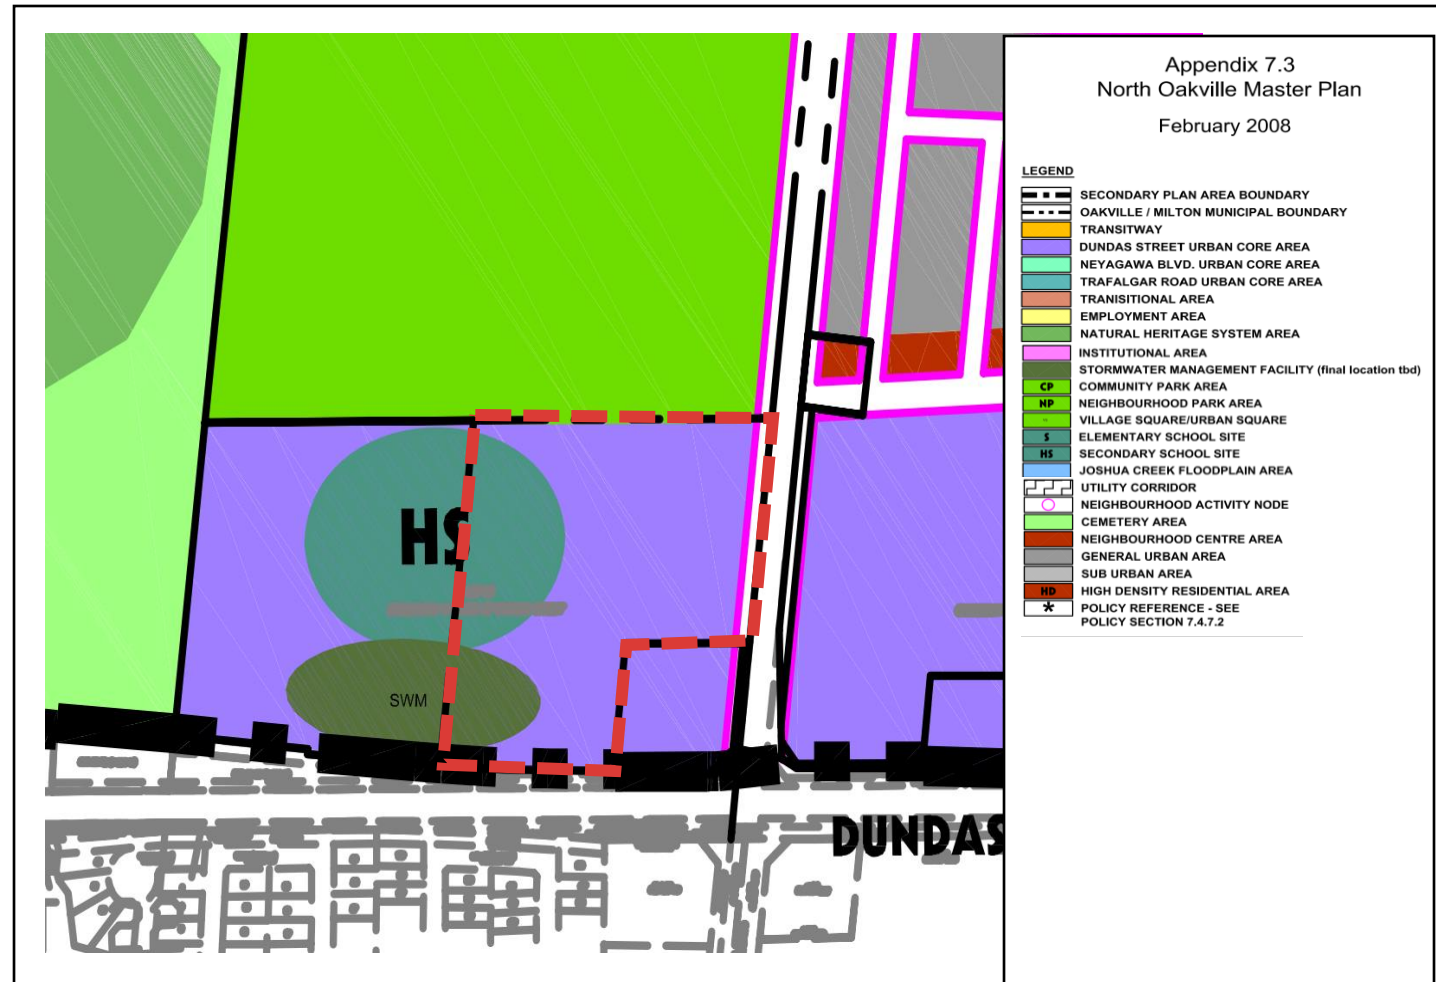 Appendix 7.3
North Oakville Master Plan
February 2008
LEGEND
SECONDARY PLAN AREA BOUNDARY
OAKVILLE / MILTON MUNICIPAL BOUNDARY
TRANSITWAY
DUNDAS STREET URBAN CORE AREA
NEYAGAWA BLVD. URBAN CORE AREA
TRAFALGAR ROAD URBAN CORE AREA
TRANISITIONAL AREA
EMPLOYMENT AREA
NATURAL HERITAGE SYSTEM AREA
INSTITUTIONAL AREA
STORMWATER MANAGEMENT FACILITY (final location tbd)
CP COMMUNITY PARK AREA
NP NEIGHBOURHOOD PARK AREA
VILLAGE SQUARE/URBAN SQUARE
S ELEMENTARY SCHOOL SITE
HS SECONDARY SCHOOL SITE
JOSHUA CREEK FLOODPLAIN AREA
UTILITY CORRIDOR
NEIGHBOURHOOD ACTIVITY NODE
CEMETERY AREA
NEIGHBOURHOOD CENTRE AREA
GENERAL URBAN AREA
SUB URBAN AREA
HD HIGH DENSITY RESIDENTIAL AREA
* POLICY REFERENCE - SEE
POLICY SECTION 7.4.7.2
HS
SWM
DUNDAS